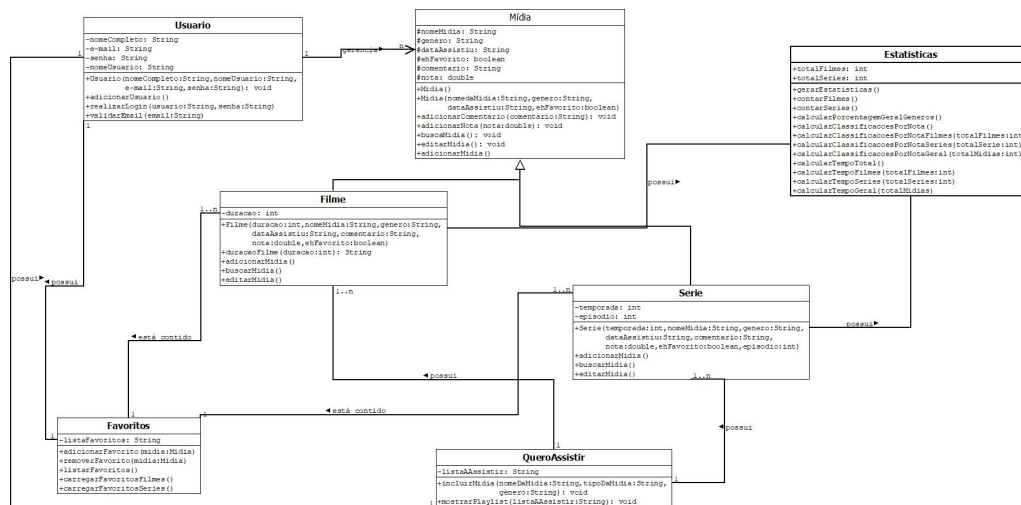 Usuario
-nomeCompleto: String
-e-mail: String
-senha: String
-nomeUsuario: String
+Usuario(nomeCompleto:String,nomeUsuario:String,
e-mail:String,senha:String): void
+adicionarUsuario()
+realizarLogin(usuario:String,senha:String)
+validarEmail(email:String)
1
1
1
gerencia
n
Mídia
#nomeMidia: String
#genero: String
#dataAssistiu: String
#ehFavorito: boolean
#comentario: String
#nota: double
+Midia()
+Midia(nomedaMidia:String,genero:String,
dataAssistiu:String,ehFavorito:boolean)
+adicionarComentario(comentario:String): void
+adicionarNota(nota:double): void
+buscaMidia(): void
+editarMidia(): void
+adicionarMidia()
Estatísticas
+totalFilmes: int
+totalSeries: int
+gerarEstatisticas()
+contarFilmes()
+contarSeries()
+calcularPorcentagemGeralGeneros()
+calcularClassificacoesPorNota()
+calcularClassificacoesPorNotaFilmes(totalFilmes:int
+calcularClassificacoesPorNotaSeries(totalSerie:int)
+calcularClassificacoesPorNotaGeral(totalMidias:int)
+calcularTempoTotal()
+calcularTempoFilmes(totalFilmes:int)
+calcularTempoSeries(totalSeries:int)
+calcularTempoGeral(totalMidias)
possui
Filme
1..n
-duracao: int
+Filme(duracao:int,nomeMidia:String,genero:String,
dataAssistiu:String,comentario:String,
nota:double,ehFavorito:boolean)
+duracaoFilme(duracao:int): String
+adicionarMidia()
+buscarMidia()
+editarMidia()
1..n
possui
possui
Serie
1..n
-temporada: int
-episodio: int
+Serie(temporada:int,nomeMidia:String,genero:String,
dataAssistiu:String,comentario:String,
nota:double,ehFavorito:boolean,episodio:int)
+adicionarMidia()
+buscarMidia()
+editarMidia()
1..n
possui
está contido
possui
está contido
possui
Favoritos
1
1
1
-listaFavoritos: String
+adicionarFavorito(midia:Midia)
+removerFavorito(midia:Midia)
+listarFavoritos()
+carregarFavoritosFilmes()
+carregarFavoritosSeries()
1
QueroAssistir
-listaAAssistir: String
+incluirMidia(nomeDaMidia:String,tipoDaMidia:String,
genero:String): void
+mostrarPlaylist(listaAAssistir:String): void
1
1